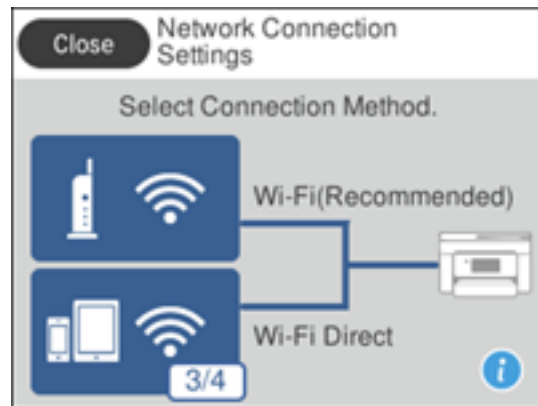 Close
Network Connection
Settings
Select Connection Method.
Wi-Fi(Recommended)
Wi-Fi Direct
3/4
i